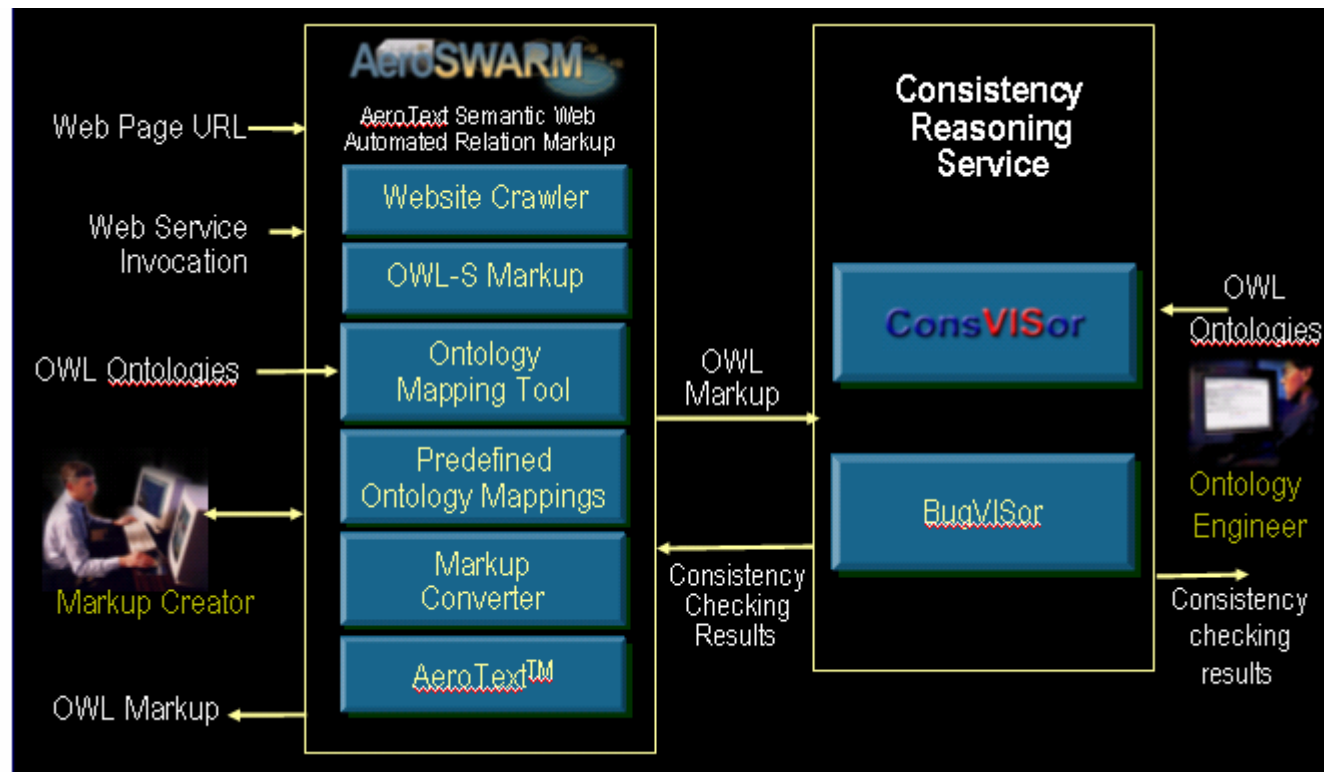 AeroSWARM
AeroText Semantic Web
Automated Relation Markup
Web Page URL
Web Service
Invocation
OWL Ontologies
Markup Creator
OWL Markup
Website Crawler
OWL-S Markup
Ontology
Mapping Tool
Predefined
Ontology Mappings
Markup
Converter
AeroText™
OWL
Markup
Consistency
Checking
Results
Consistency
Reasoning
Service
ConsVISor
BugVISor
OWL
Ontologies
Ontology
Engineer
Consistency
checking
results